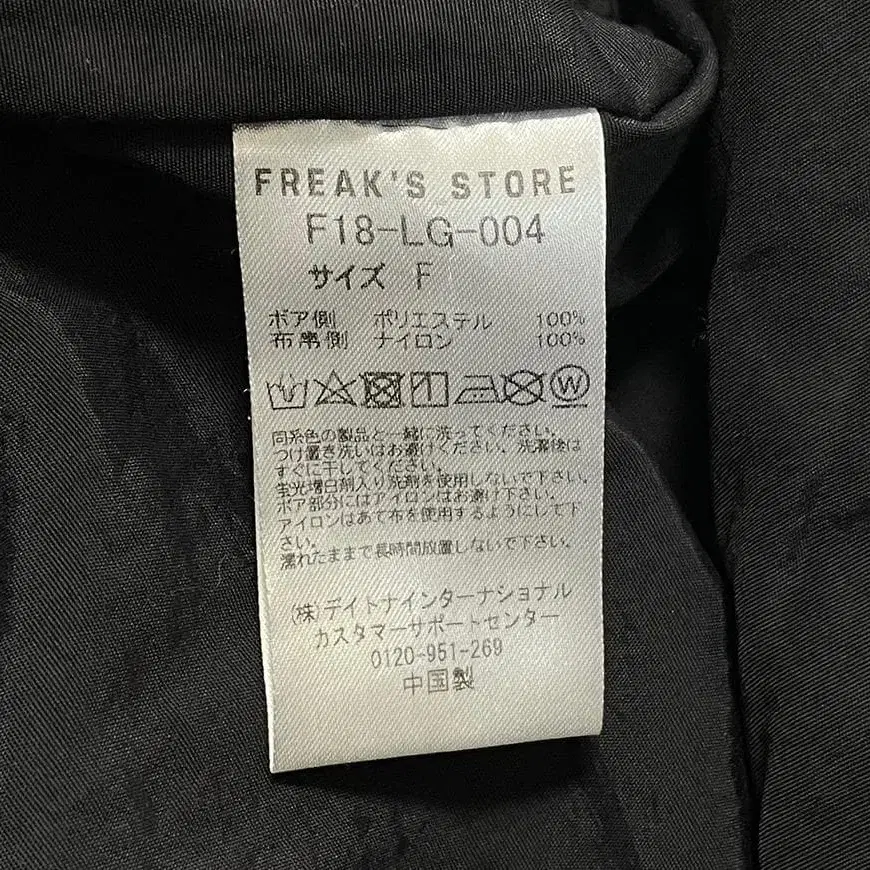 FREAK'S STORE
F18-LG-004
サイズ F
ボア側 ポリエステル 100%
布帛側 ナイロン 100%
W
同系色の製品と一緒に洗ってください。
つけ置き洗いはお避けください。洗濯後は
すぐに干してください。
蛍光増白剤入り洗剤を使用しないで下さい。
ボア部分にはアイロンはお避け下さい。
アイロンはあて布を使用するようにして下
さい。
濡れたままで長時間放置しないで下さい。
(株)デイトナインターナショナル
カスタマーサポートセンター
0120-951-269
中国製